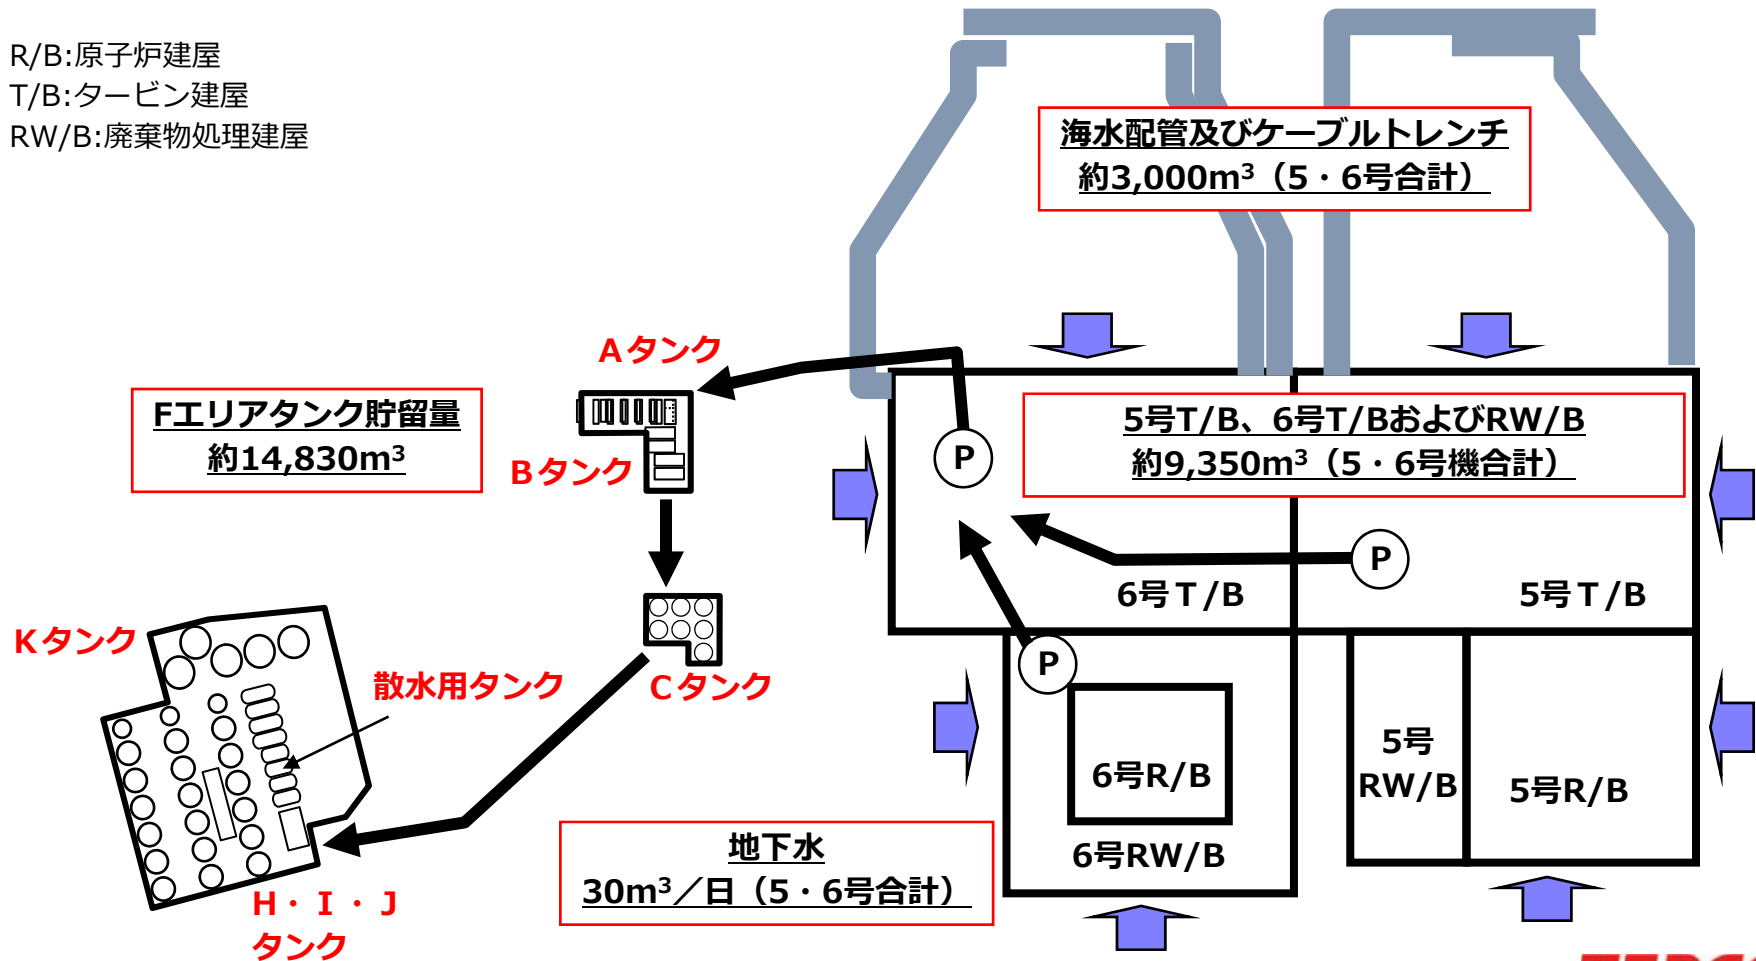 R/B:原子炉建屋
T/B:タービン建屋
RW/B:廃棄物処理建屋
海水配管及びケーブルトレンチ
約3,000m³（5・6号合計）
Aタンク
Fエリアタンク貯留量
約14,830m³
Bタンク
5号T/B、6号T/BおよびRW/B
約9,350m³（5・6号機合計）
P
P
6号T/B
5号T/B
Kタンク
散水用タンク
Cタンク
P
6号R/B
6号RW/B
5号
RW/B
5号R/B
地下水
30m³／日（5・6号合計）
H・I・J
タンク